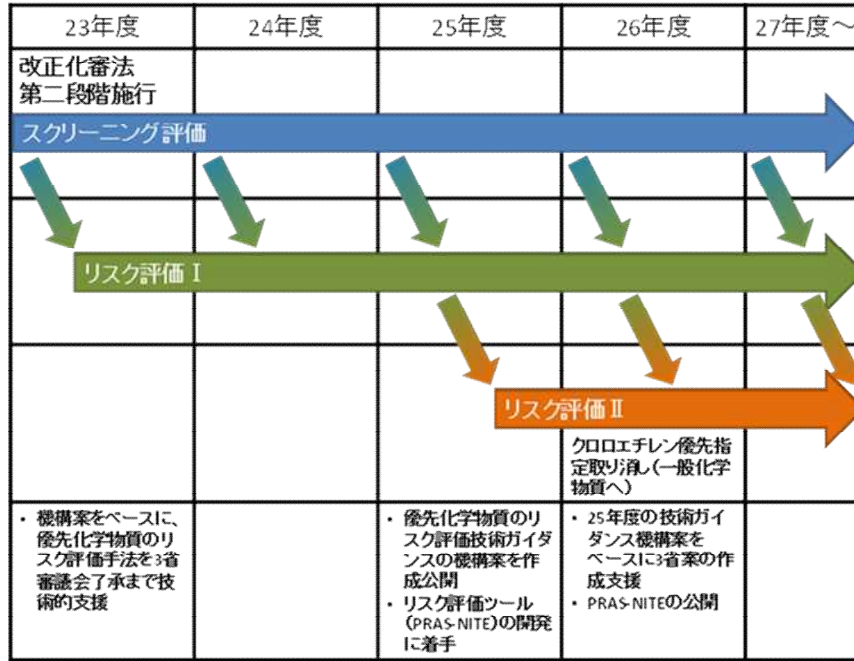 23年度
24年度
25年度
26年度
27年度～
改正化審法
第二段階施行
スクリーニング評価
リスク評価Ⅰ
リスク評価Ⅱ
クロロエチレン優先指
定取り消し(一般化学
物質へ)
• 機構案をベースに、
優先化学物質のリ
スク評価手法を3省
審議会了承まで技
術的支援
• 優先化学物質のリ
スク評価技術ガイダ
ンスの機構案を作
成公開
• リスク評価ツール
(PRAS-NITE)の開発
に着手
• 25年度の技術ガイ
ダンス機構案を
ベースに3省案の作
成支援
• PRAS-NITEの公開